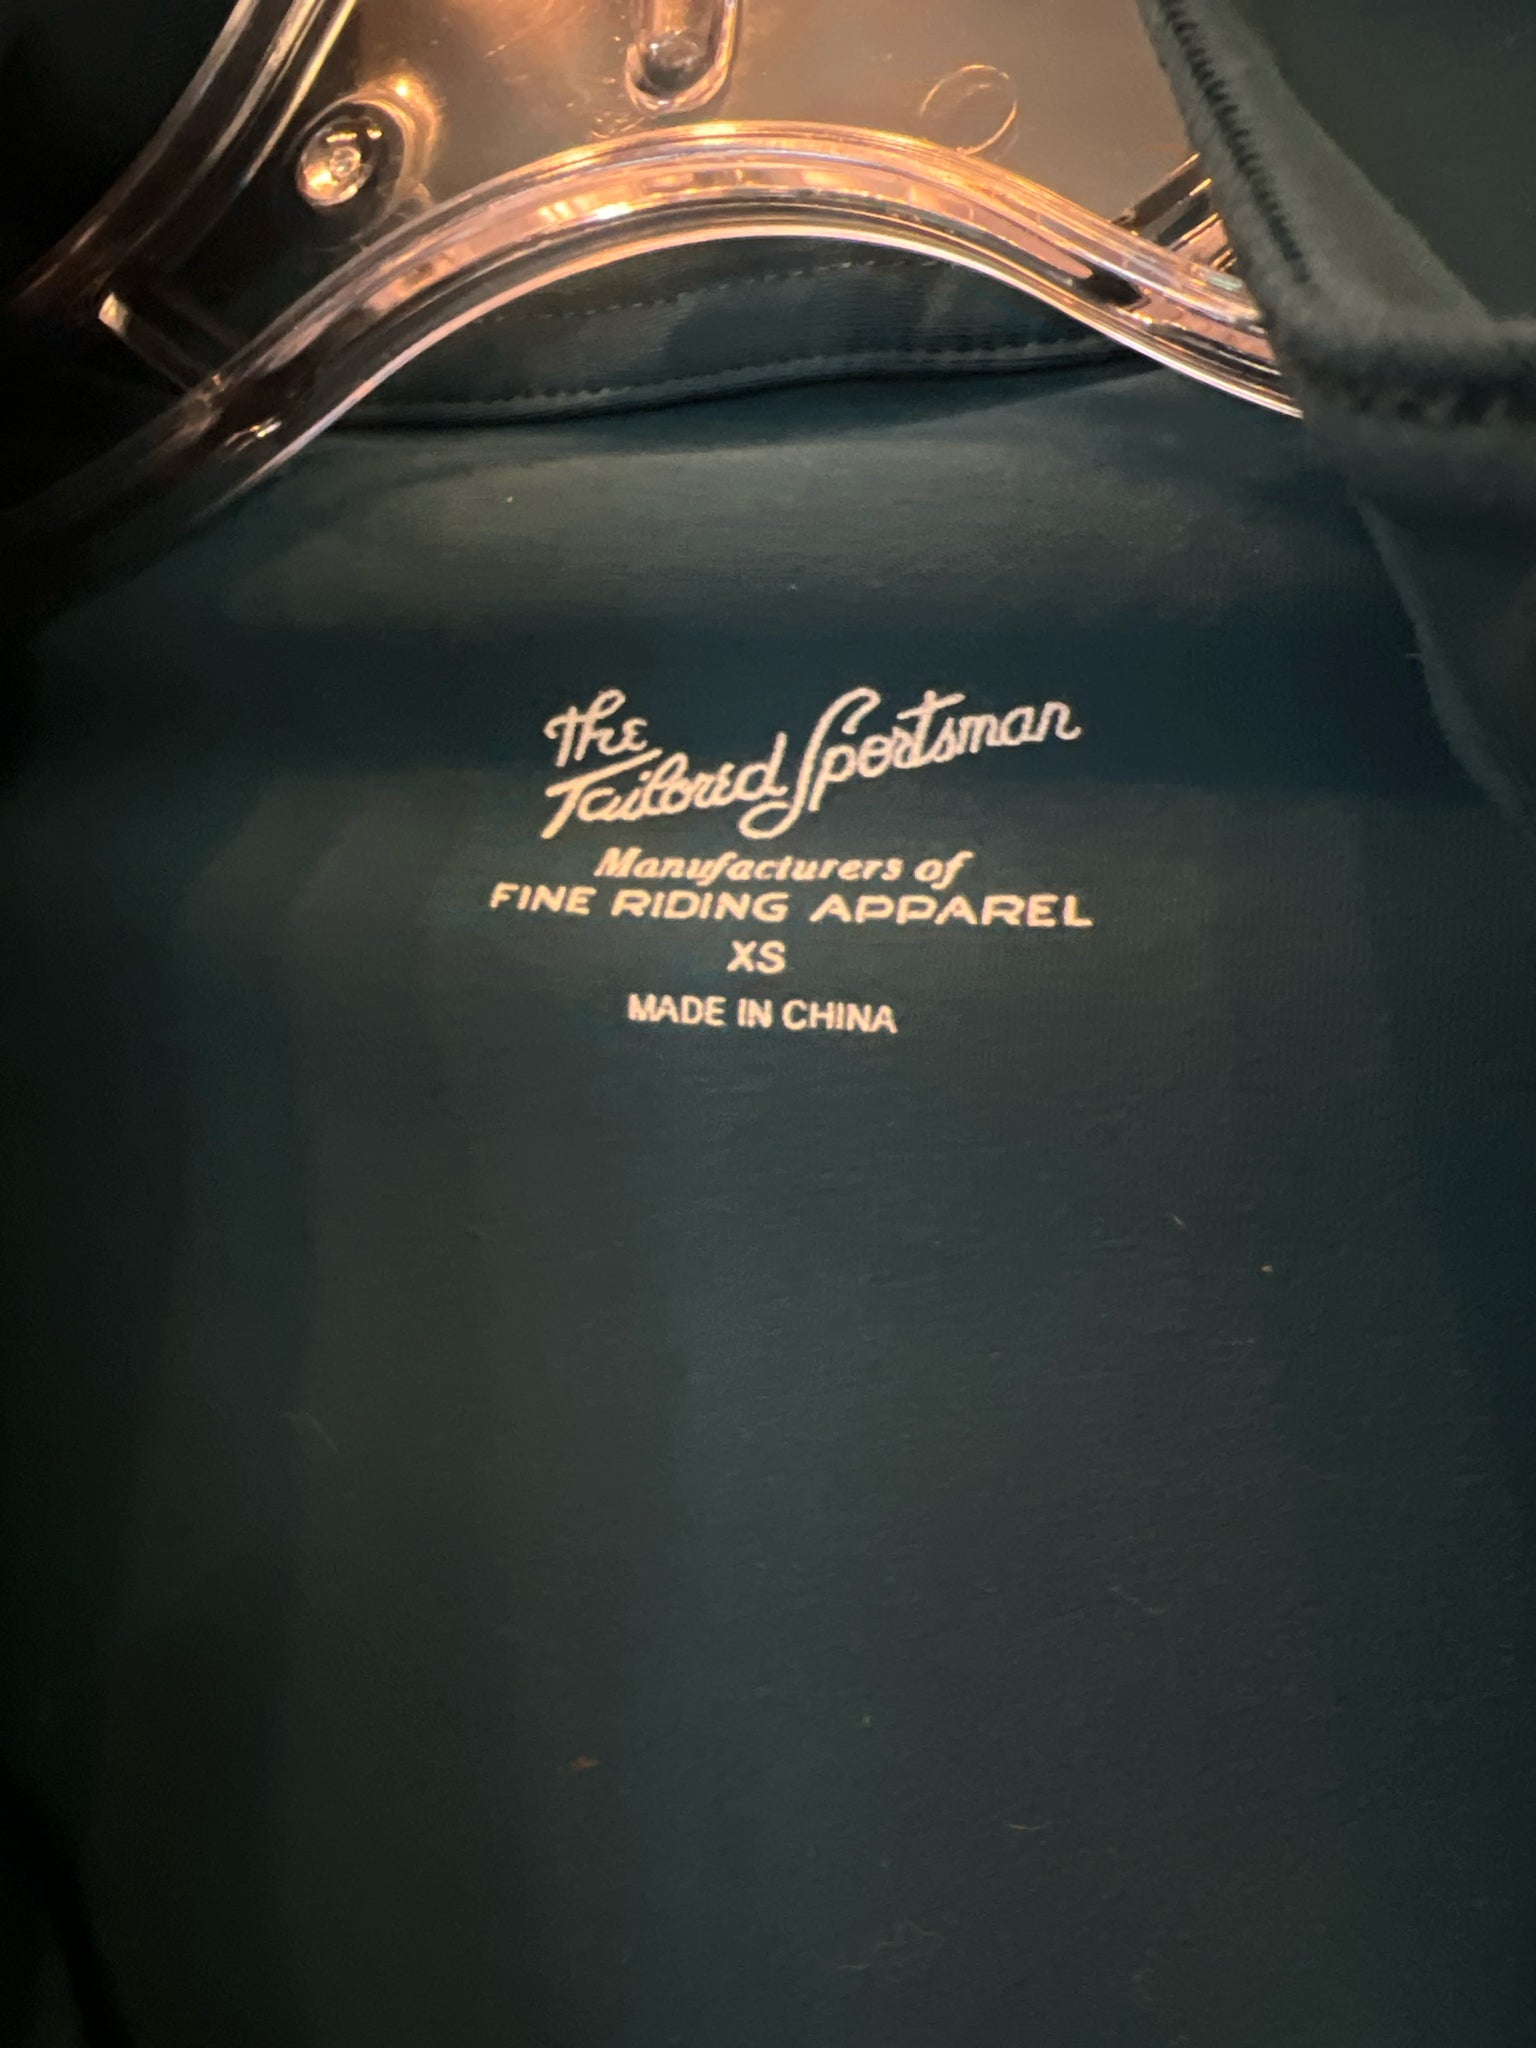 The
Tailored Sportsman
Manufacturers of
FINE RIDING APPAREL
XS
MADE IN CHINA